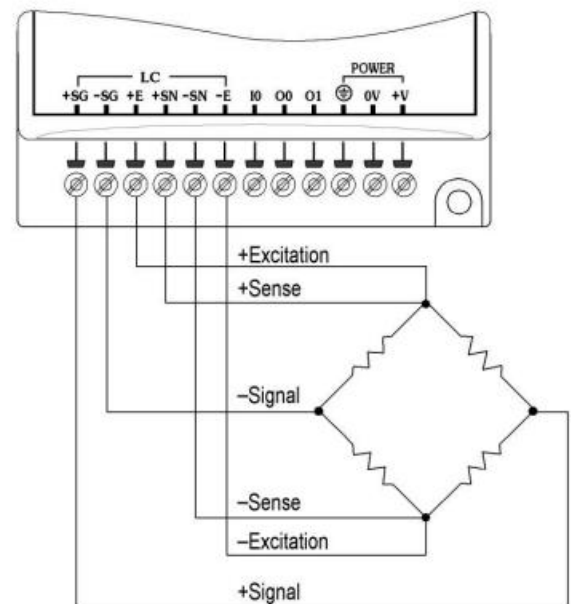 LC
POWER
+SG -SG +E +SN -SN -E I0 O0 O1 0V +V
+Excitation
+Sense
–Signal
–Sense
–Excitation
+Signal